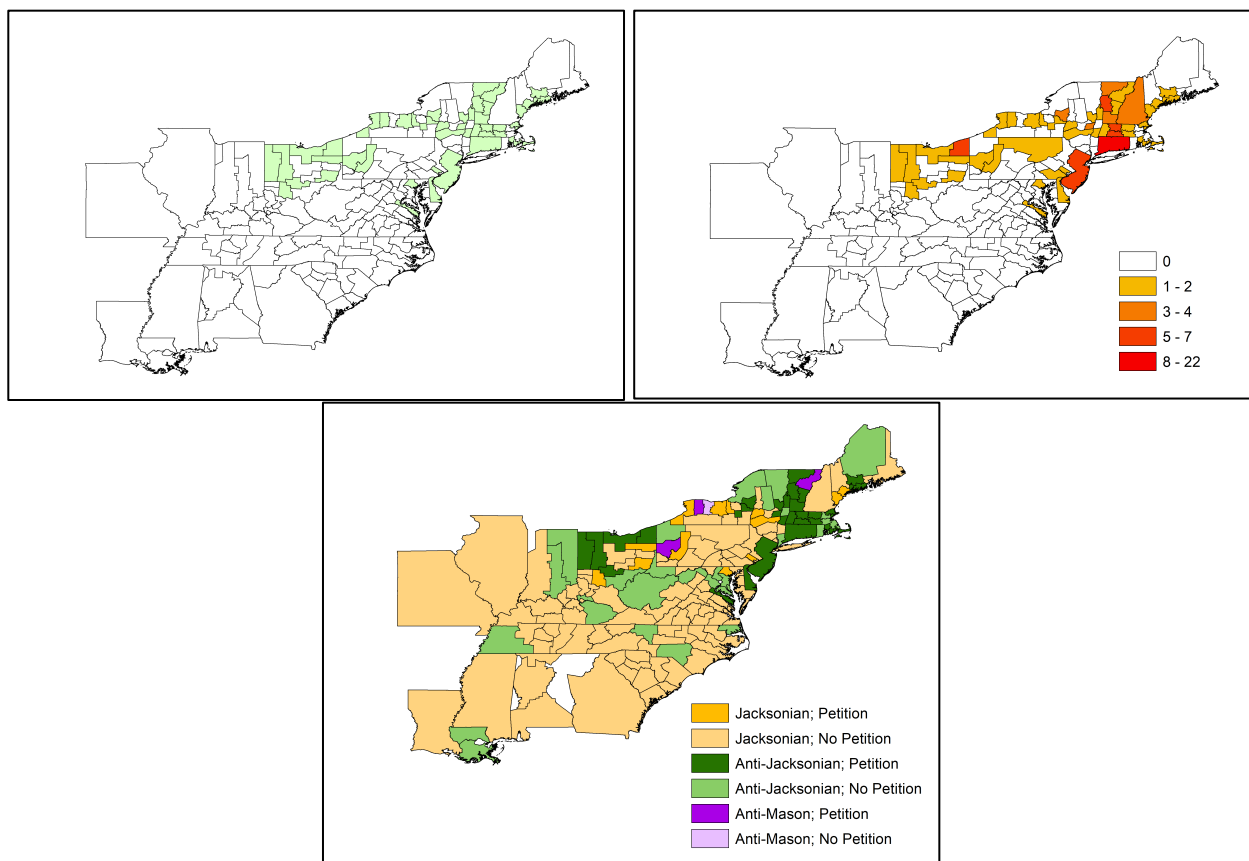 0
1 - 2
3 - 4
5 - 7
8 - 22
Jacksonian; Petition
Jacksonian; No Petition
Anti-Jacksonian; Petition
Anti-Jacksonian; No Petition
Anti-Mason; Petition
Anti-Mason; No Petition